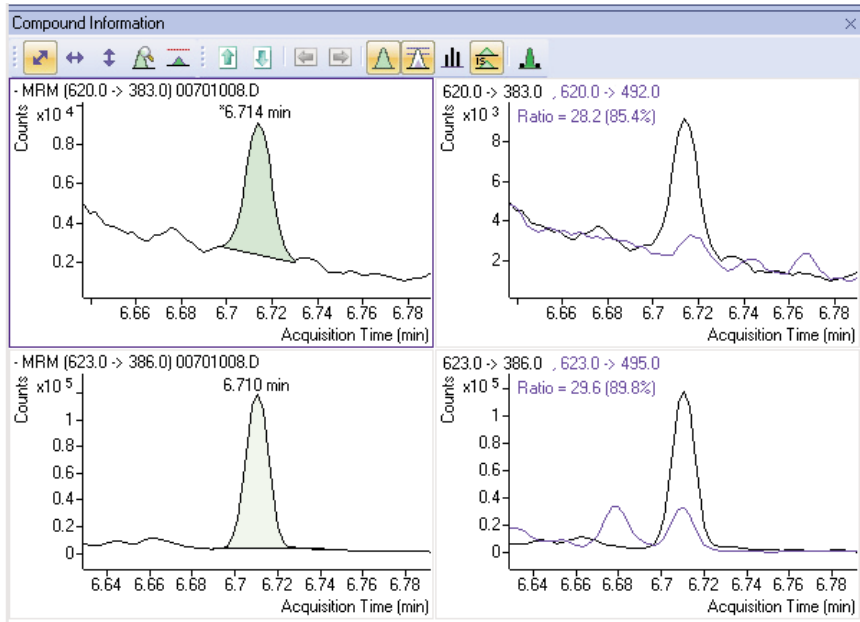 Compound Information
- MRM (620.0 -> 383.0) 00701008.D
Counts
x10 4
*6.714 min
0.8
0.6
0.4
0.2
6.66 6.68 6.7 6.72 6.74 6.76 6.78
Acquisition Time (min)
620.0 -> 383.0 , 620.0 -> 492.0
Counts
x10 3
Ratio = 28.2 (85.4%)
8
6
4
2
6.66 6.68 6.7 6.72 6.74 6.76 6.78
Acquisition Time (min)
- MRM (623.0 -> 386.0) 00701008.D
Counts
x10 5
6.710 min
1
0.8
0.6
0.4
0.2
0
6.64 6.66 6.68 6.7 6.72 6.74 6.76 6.78
Acquisition Time (min)
623.0 -> 386.0 , 623.0 -> 495.0
Counts
x10 5
Ratio = 29.6 (89.8%)
1
0.8
0.6
0.4
0.2
0
6.64 6.66 6.68 6.7 6.72 6.74 6.76 6.78
Acquisition Time (min)